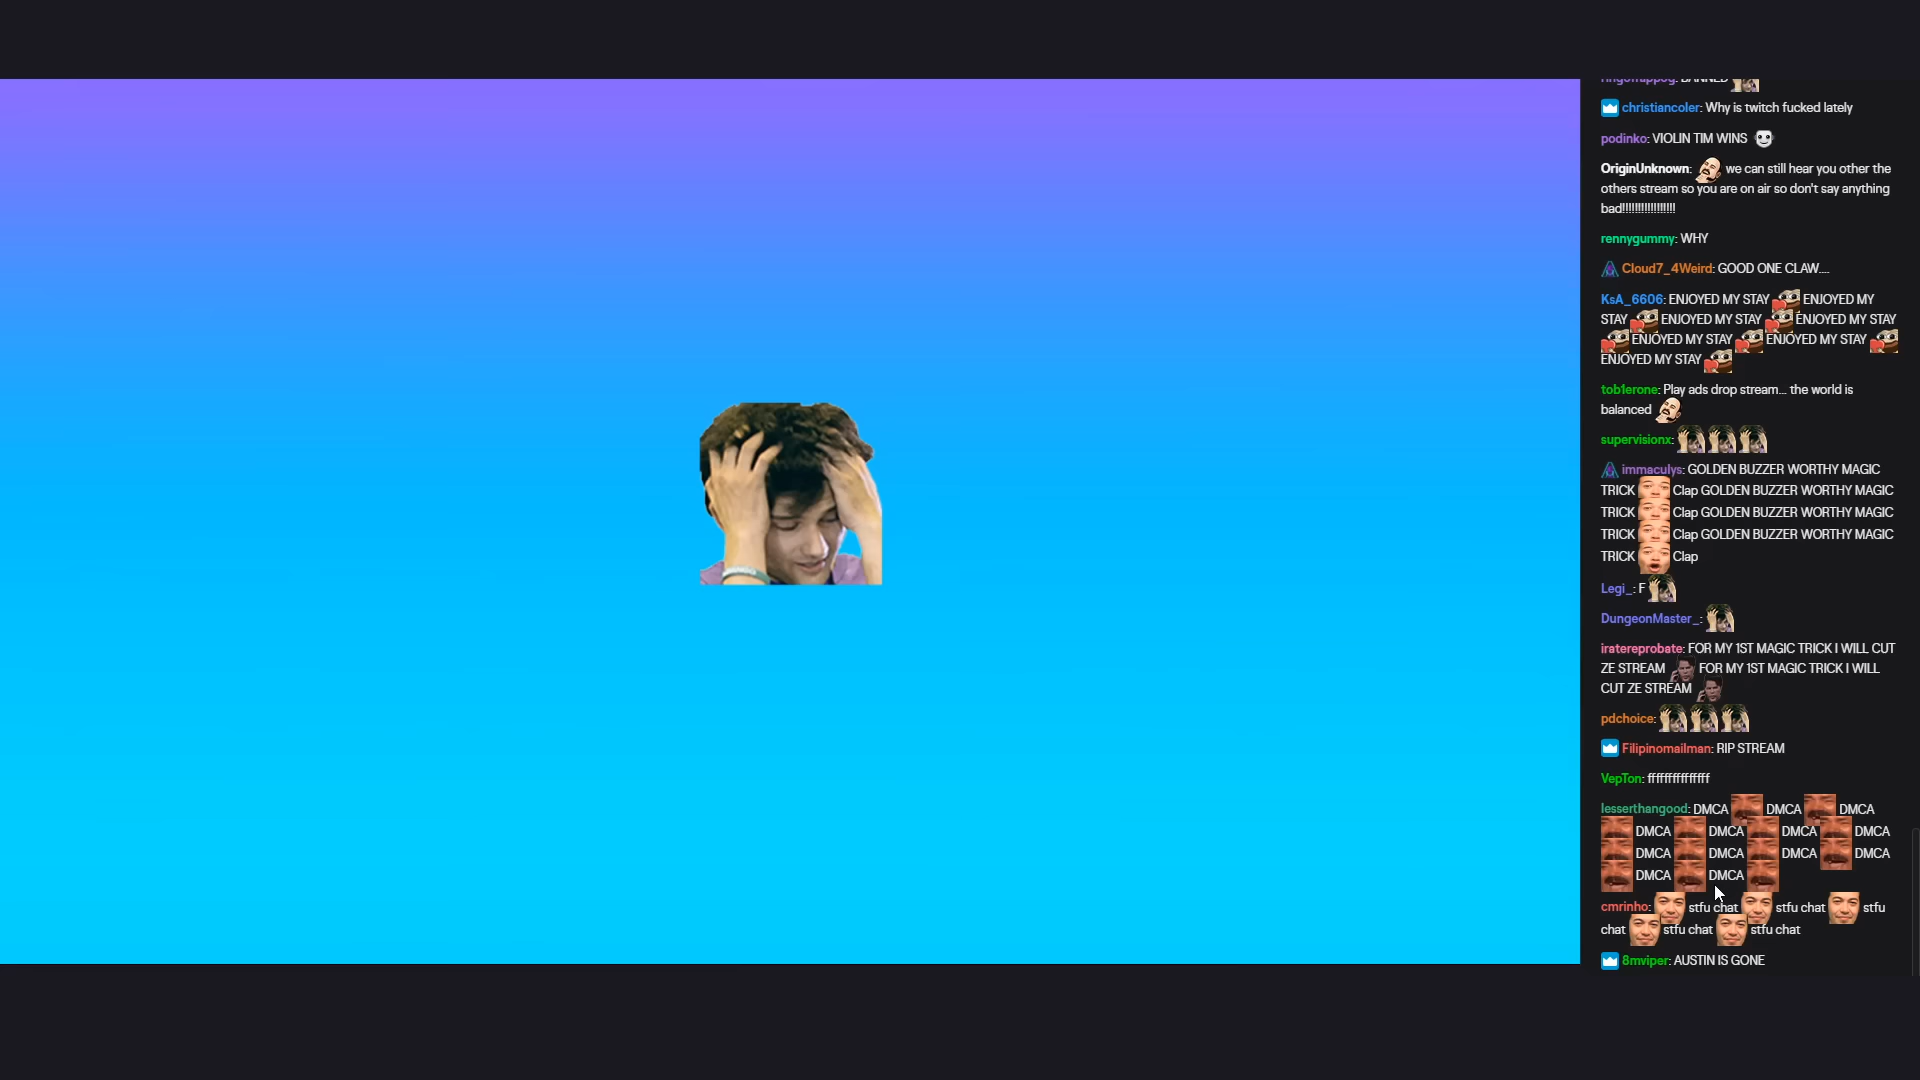 christiancoler: Why is twitch fucked lately
podinko: VIOLIN TIM WINS
OriginUnknown: we can still hear you other the
others stream so you are on air so don't say anything
bad!!!!!!!!!!!!!!!!!
rennygummy: WHY
Cloud7_4Weird: GOOD ONE CLAW....
KsA_6606: ENJOYED MY STAY ENJOYED MY
STAY ENJOYED MY STAY ENJOYED MY STAY
ENJOYED MY STAY ENJOYED MY STAY
ENJOYED MY STAY
tob1erone: Play ads drop stream... the world is
balanced
supervisionx:
immaculys: GOLDEN BUZZER WORTHY MAGIC
TRICK Clap GOLDEN BUZZER WORTHY MAGIC
TRICK Clap GOLDEN BUZZER WORTHY MAGIC
TRICK Clap GOLDEN BUZZER WORTHY MAGIC
TRICK Clap
Legi_: F
DungeonMaster_:
iratereprobate: FOR MY 1ST MAGIC TRICK I WILL CUT
ZE STREAM FOR MY 1ST MAGIC TRICK I WILL
CUT ZE STREAM
pdchoice:
Filipinomailman: RIP STREAM
VepTon: fffffffffffffff
lesserthangood: DMCA DMCA DMCA
DMCA DMCA DMCA DMCA
DMCA DMCA DMCA DMCA
DMCA DMCA
cmrinho: stfu chat stfu chat stfu
chat stfu chat stfu chat
8mviper: AUSTIN IS GONE